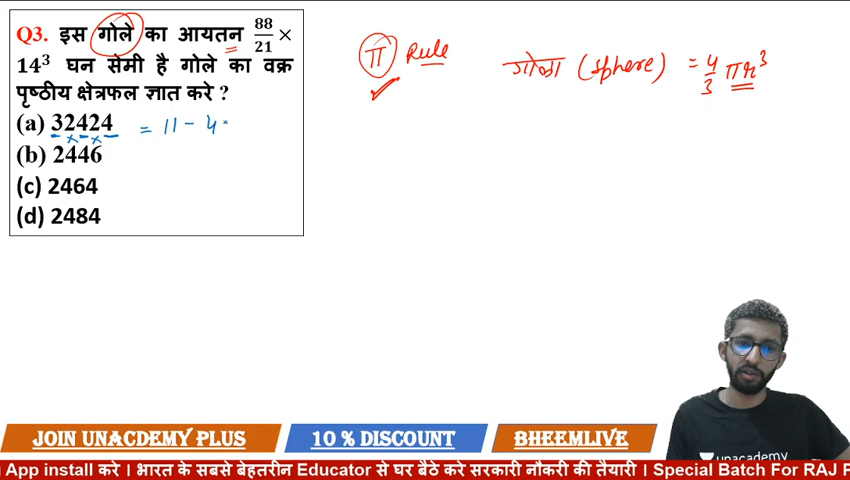 Q3. इस गोले का आयतन 88/21 ×
14³ घन सेमी है गोले का वक्र
पृष्ठीय क्षेत्रफल ज्ञात करे ?
(a) 32424 = 11 - 4
(b) 2446
(c) 2464
(d) 2484
π Rule
गोला (sphere) = 4/3 πr³
unacademy
JOIN UNACDEMY PLUS
10 % DISCOUNT
BHEEMLIVE
App install करे । भारत के सबसे बेहतरीन Educator से घर बैठे करे सरकारी नौकरी की तैयारी । Special Batch For RAJ